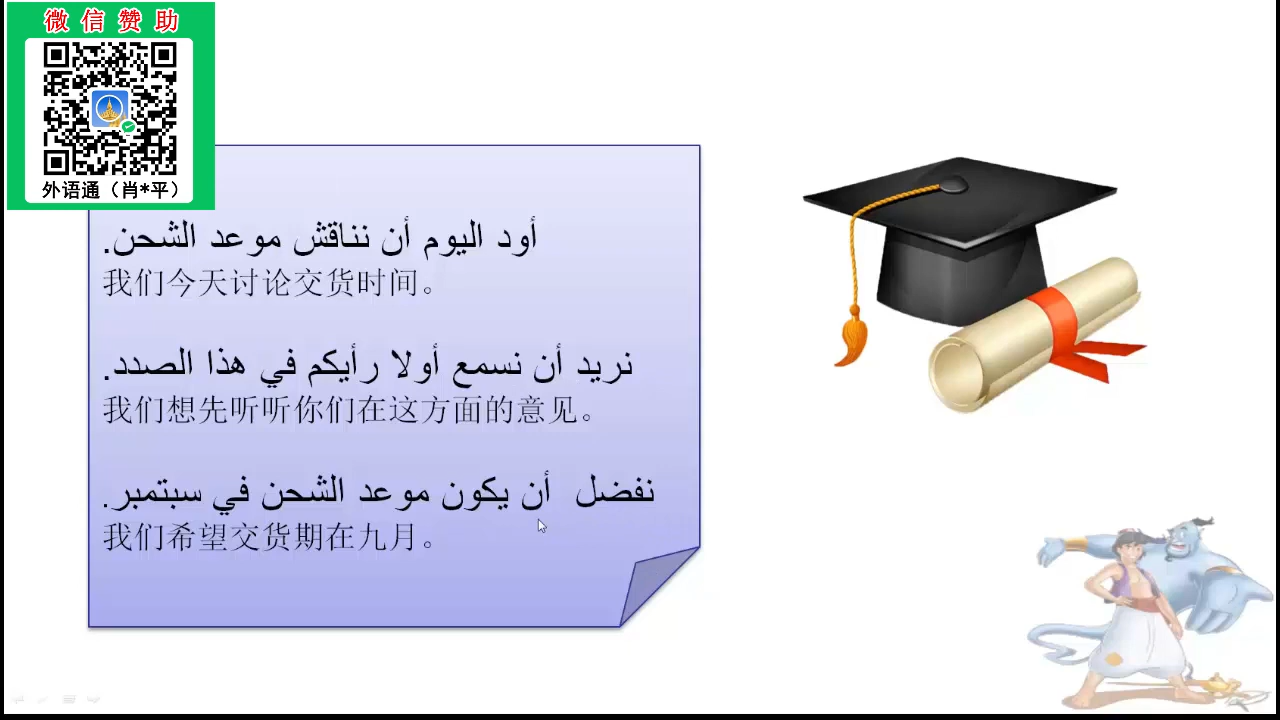 微信赞助
外语通（肖*平）
أود اليوم أن نناقش موعد الشحن.
我们今天讨论交货时间。
نريد أن نسمع أولا رأيكم في هذا الصدد.
我们想先听听你们在这方面的意见。
نفضل أن يكون موعد الشحن في سبتمبر.
我们希望交货期在九月。